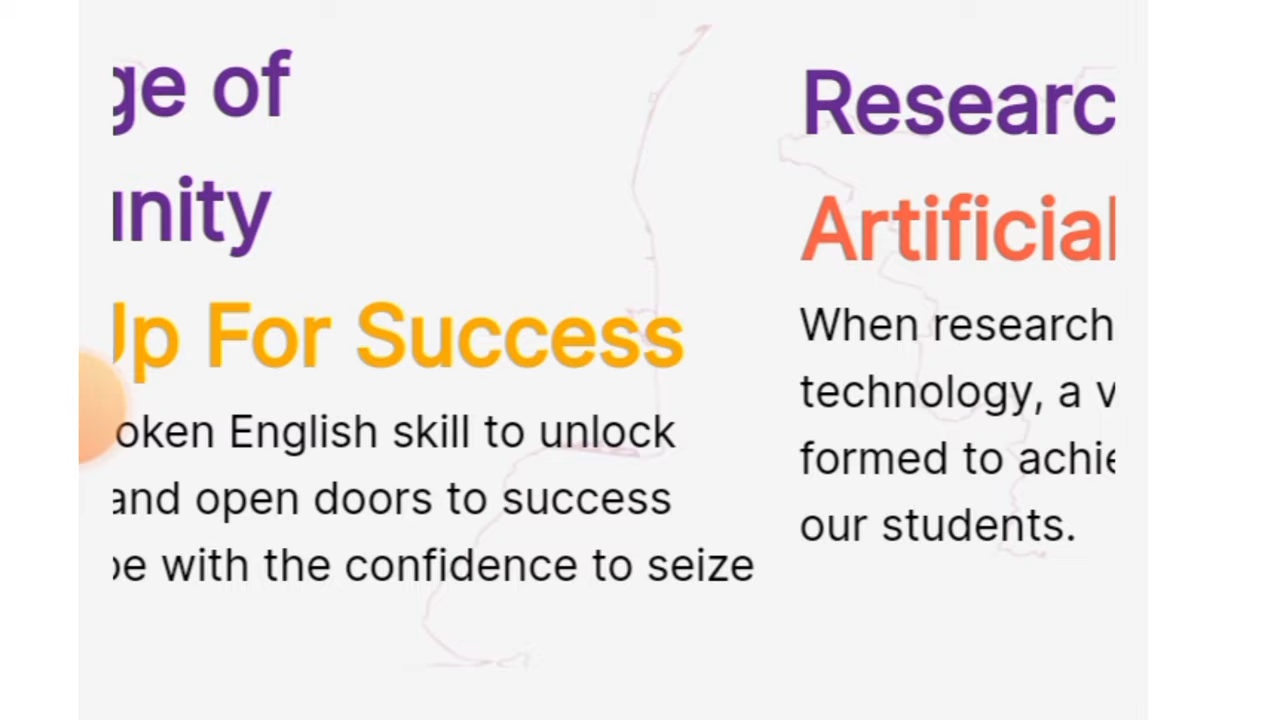 ge of
unity
Up For Success
oken English skill to unlock
and open doors to success
be with the confidence to seize
Researc
Artificial
When research
technology, a v
formed to achie
our students.